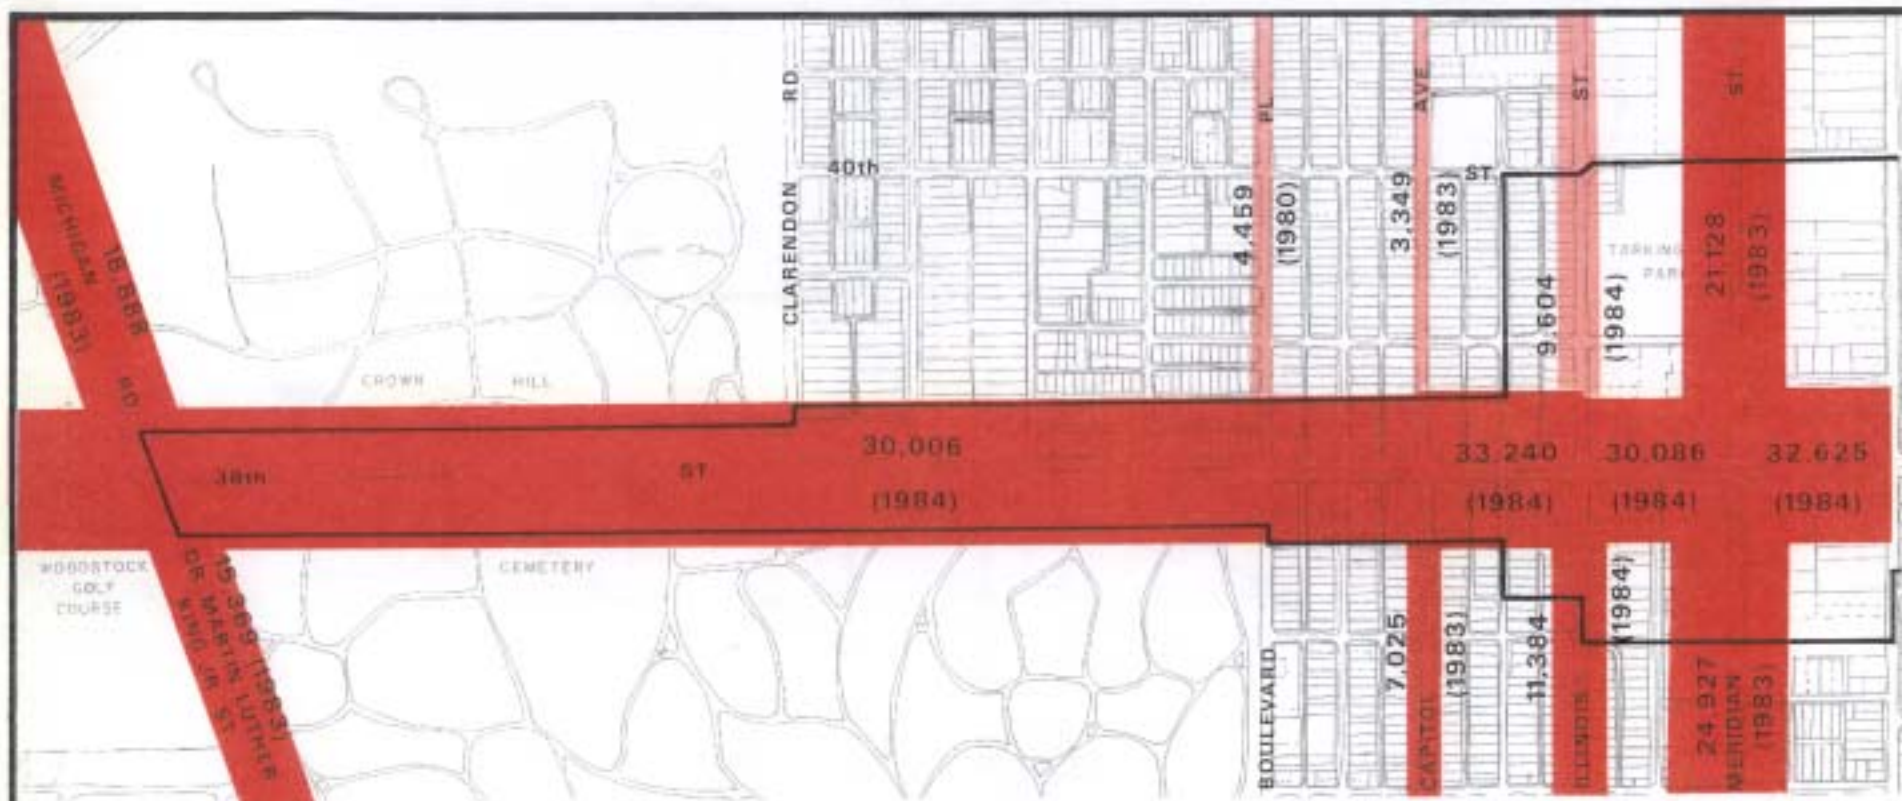 RD
PL
AVE
ST
ST.
40th
ST.
CLARENDON
4,459
(1980)
3,349
(1983)
9,604
(1984)
21,128
(1983)
MICHIGAN
18,888
(1983)
RD.
CROWN HILL
38th
ST
30,006
(1984)
33,240
(1984)
30,086
(1984)
32,625
(1984)
WOODSTOCK
GOLF
COURSE
CEMETERY
15,369 (1983)
DR MARTIN LUTHER
KING JR ST.
BOULEVARD
7,025
(1983)
CAPITOL
11,384
(1984)
ILLINOIS
24,927
MERIDIAN
(1983)